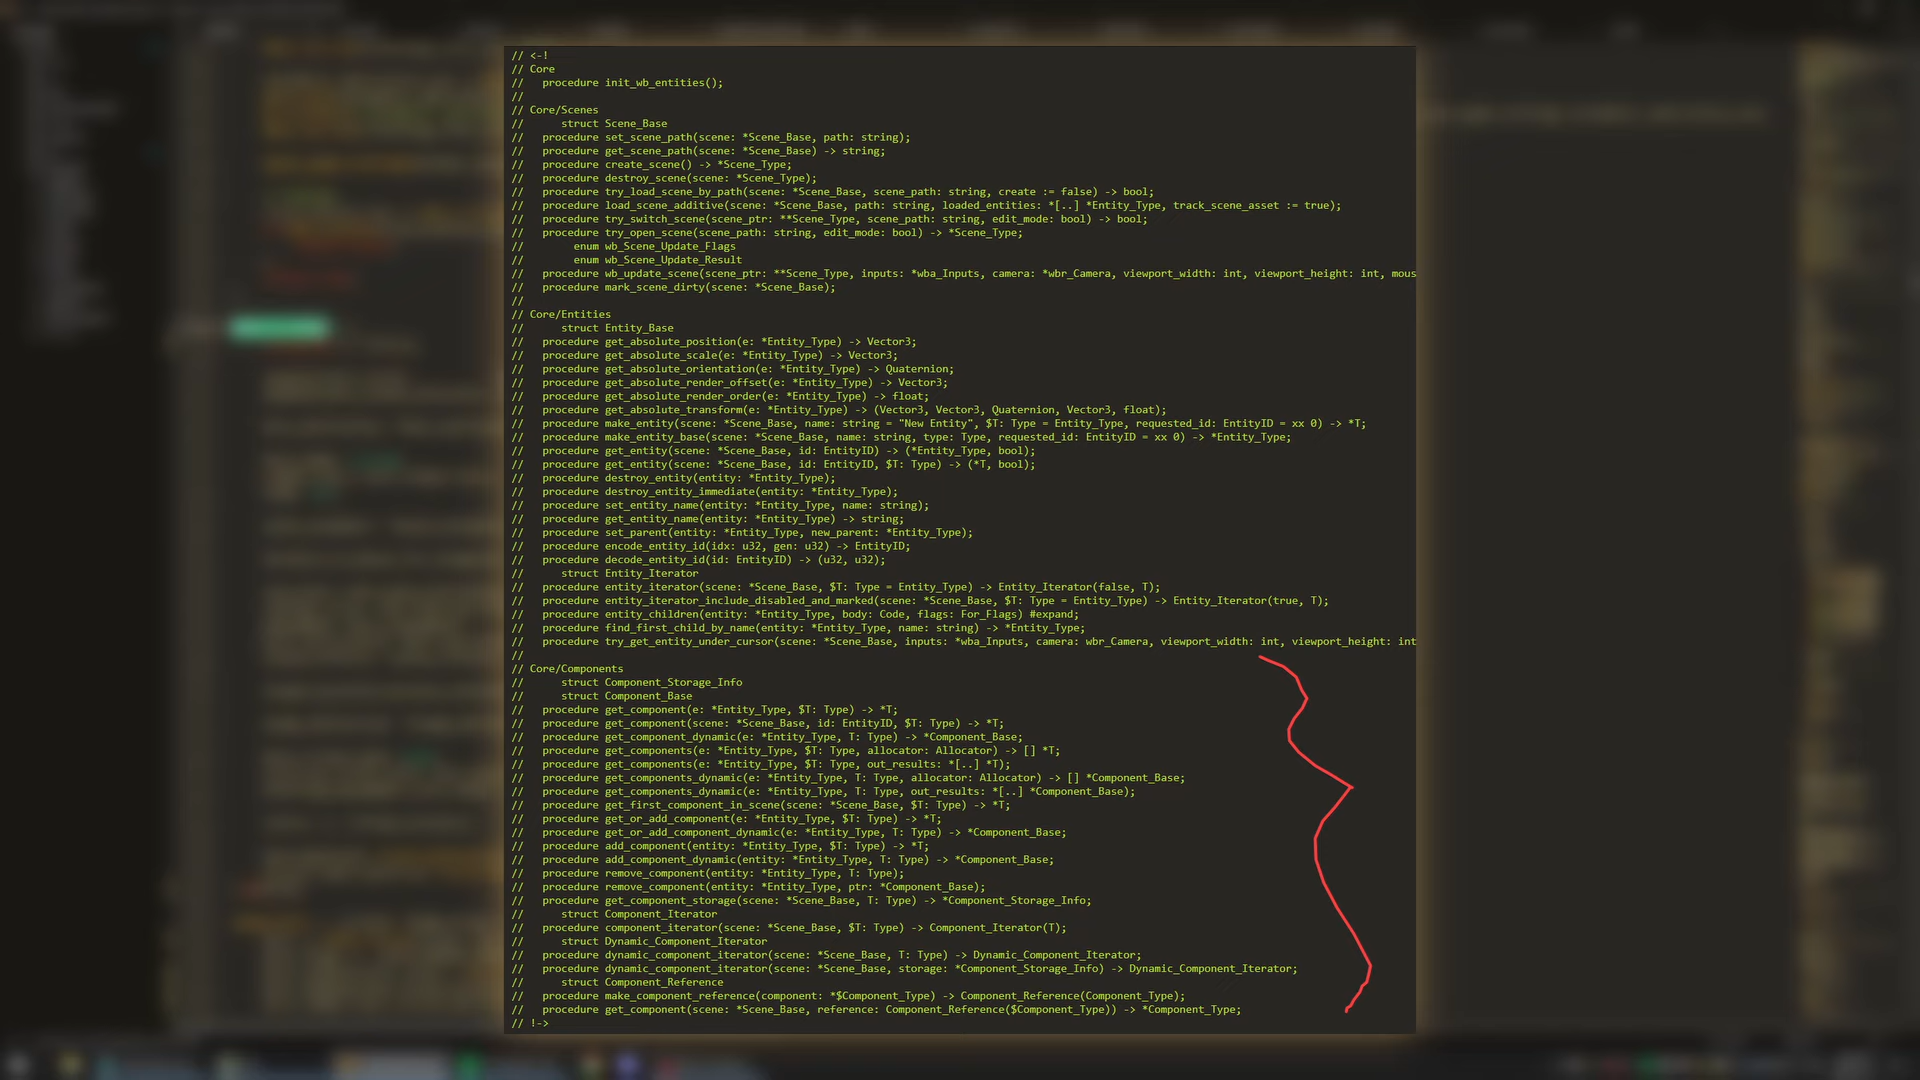 // <-!
// Core
//   procedure init_wb_entities();
//
// Core/Scenes
//      struct Scene_Base
//   procedure set_scene_path(scene: *Scene_Base, path: string);
//   procedure get_scene_path(scene: *Scene_Base) -> string;
//   procedure create_scene() -> *Scene_Type;
//   procedure destroy_scene(scene: *Scene_Type);
//   procedure try_load_scene_by_path(scene: *Scene_Base, scene_path: string, create := false) -> bool;
//   procedure load_scene_additive(scene: *Scene_Base, path: string, loaded_entities: *[..] *Entity_Type, track_scene_asset := true);
//   procedure try_switch_scene(scene_ptr: **Scene_Type, scene_path: string, edit_mode: bool) -> bool;
//   procedure try_open_scene(scene_path: string, edit_mode: bool) -> *Scene_Type;
//        enum wb_Scene_Update_Flags
//        enum wb_Scene_Update_Result
//   procedure wb_update_scene(scene_ptr: **Scene_Type, inputs: *wba_Inputs, camera: *wbr_Camera, viewport_width: int, viewport_height: int, mous
//   procedure mark_scene_dirty(scene: *Scene_Base);
//
// Core/Entities
//      struct Entity_Base
//   procedure get_absolute_position(e: *Entity_Type) -> Vector3;
//   procedure get_absolute_scale(e: *Entity_Type) -> Vector3;
//   procedure get_absolute_orientation(e: *Entity_Type) -> Quaternion;
//   procedure get_absolute_render_offset(e: *Entity_Type) -> Vector3;
//   procedure get_absolute_render_order(e: *Entity_Type) -> float;
//   procedure get_absolute_transform(e: *Entity_Type) -> (Vector3, Vector3, Quaternion, Vector3, float);
//   procedure make_entity(scene: *Scene_Base, name: string = "New Entity", $T: Type = Entity_Type, requested_id: EntityID = xx 0) -> *T;
//   procedure make_entity_base(scene: *Scene_Base, name: string, type: Type, requested_id: EntityID = xx 0) -> *Entity_Type;
//   procedure get_entity(scene: *Scene_Base, id: EntityID) -> (*Entity_Type, bool);
//   procedure get_entity(scene: *Scene_Base, id: EntityID, $T: Type) -> (*T, bool);
//   procedure destroy_entity(entity: *Entity_Type);
//   procedure destroy_entity_immediate(entity: *Entity_Type);
//   procedure set_entity_name(entity: *Entity_Type, name: string);
//   procedure get_entity_name(entity: *Entity_Type) -> string;
//   procedure set_parent(entity: *Entity_Type, new_parent: *Entity_Type);
//   procedure encode_entity_id(idx: u32, gen: u32) -> EntityID;
//   procedure decode_entity_id(id: EntityID) -> (u32, u32);
//      struct Entity_Iterator
//   procedure entity_iterator(scene: *Scene_Base, $T: Type = Entity_Type) -> Entity_Iterator(false, T);
//   procedure entity_iterator_include_disabled_and_marked(scene: *Scene_Base, $T: Type = Entity_Type) -> Entity_Iterator(true, T);
//   procedure entity_children(entity: *Entity_Type, body: Code, flags: For_Flags) #expand;
//   procedure find_first_child_by_name(entity: *Entity_Type, name: string) -> *Entity_Type;
//   procedure try_get_entity_under_cursor(scene: *Scene_Base, inputs: *wba_Inputs, camera: wbr_Camera, viewport_width: int, viewport_height: int
//
// Core/Components
//      struct Component_Storage_Info
//      struct Component_Base
//   procedure get_component(e: *Entity_Type, $T: Type) -> *T;
//   procedure get_component(scene: *Scene_Base, id: EntityID, $T: Type) -> *T;
//   procedure get_component_dynamic(e: *Entity_Type, T: Type) -> *Component_Base;
//   procedure get_components(e: *Entity_Type, $T: Type, allocator: Allocator) -> [] *T;
//   procedure get_components(e: *Entity_Type, $T: Type, out_results: *[..] *T);
//   procedure get_components_dynamic(e: *Entity_Type, T: Type, allocator: Allocator) -> [] *Component_Base;
//   procedure get_components_dynamic(e: *Entity_Type, T: Type, out_results: *[..] *Component_Base);
//   procedure get_first_component_in_scene(scene: *Scene_Base, $T: Type) -> *T;
//   procedure get_or_add_component(e: *Entity_Type, $T: Type) -> *T;
//   procedure get_or_add_component_dynamic(e: *Entity_Type, T: Type) -> *Component_Base;
//   procedure add_component(entity: *Entity_Type, $T: Type) -> *T;
//   procedure add_component_dynamic(entity: *Entity_Type, T: Type) -> *Component_Base;
//   procedure remove_component(entity: *Entity_Type, T: Type);
//   procedure remove_component(entity: *Entity_Type, ptr: *Component_Base);
//   procedure get_component_storage(scene: *Scene_Base, T: Type) -> *Component_Storage_Info;
//      struct Component_Iterator
//   procedure component_iterator(scene: *Scene_Base, $T: Type) -> Component_Iterator(T);
//      struct Dynamic_Component_Iterator
//   procedure dynamic_component_iterator(scene: *Scene_Base, T: Type) -> Dynamic_Component_Iterator;
//   procedure dynamic_component_iterator(scene: *Scene_Base, storage: *Component_Storage_Info) -> Dynamic_Component_Iterator;
//      struct Component_Reference
//   procedure make_component_reference(component: *$Component_Type) -> Component_Reference(Component_Type);
//   procedure get_component(scene: *Scene_Base, reference: Component_Reference($Component_Type)) -> *Component_Type;
// !->